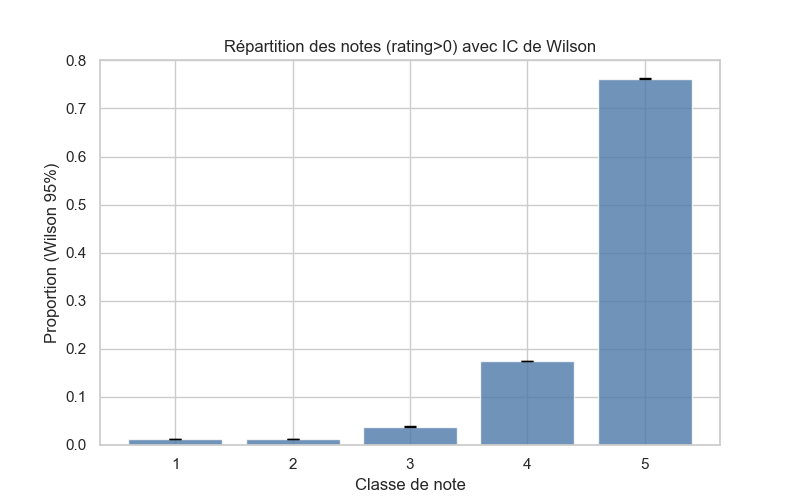 Répartition des notes (rating>0) avec IC de Wilson
Proportion (Wilson 95%)
0.8
0.7
0.6
0.5
0.4
0.3
0.2
0.1
0.0
1 2 3 4 5
Classe de note